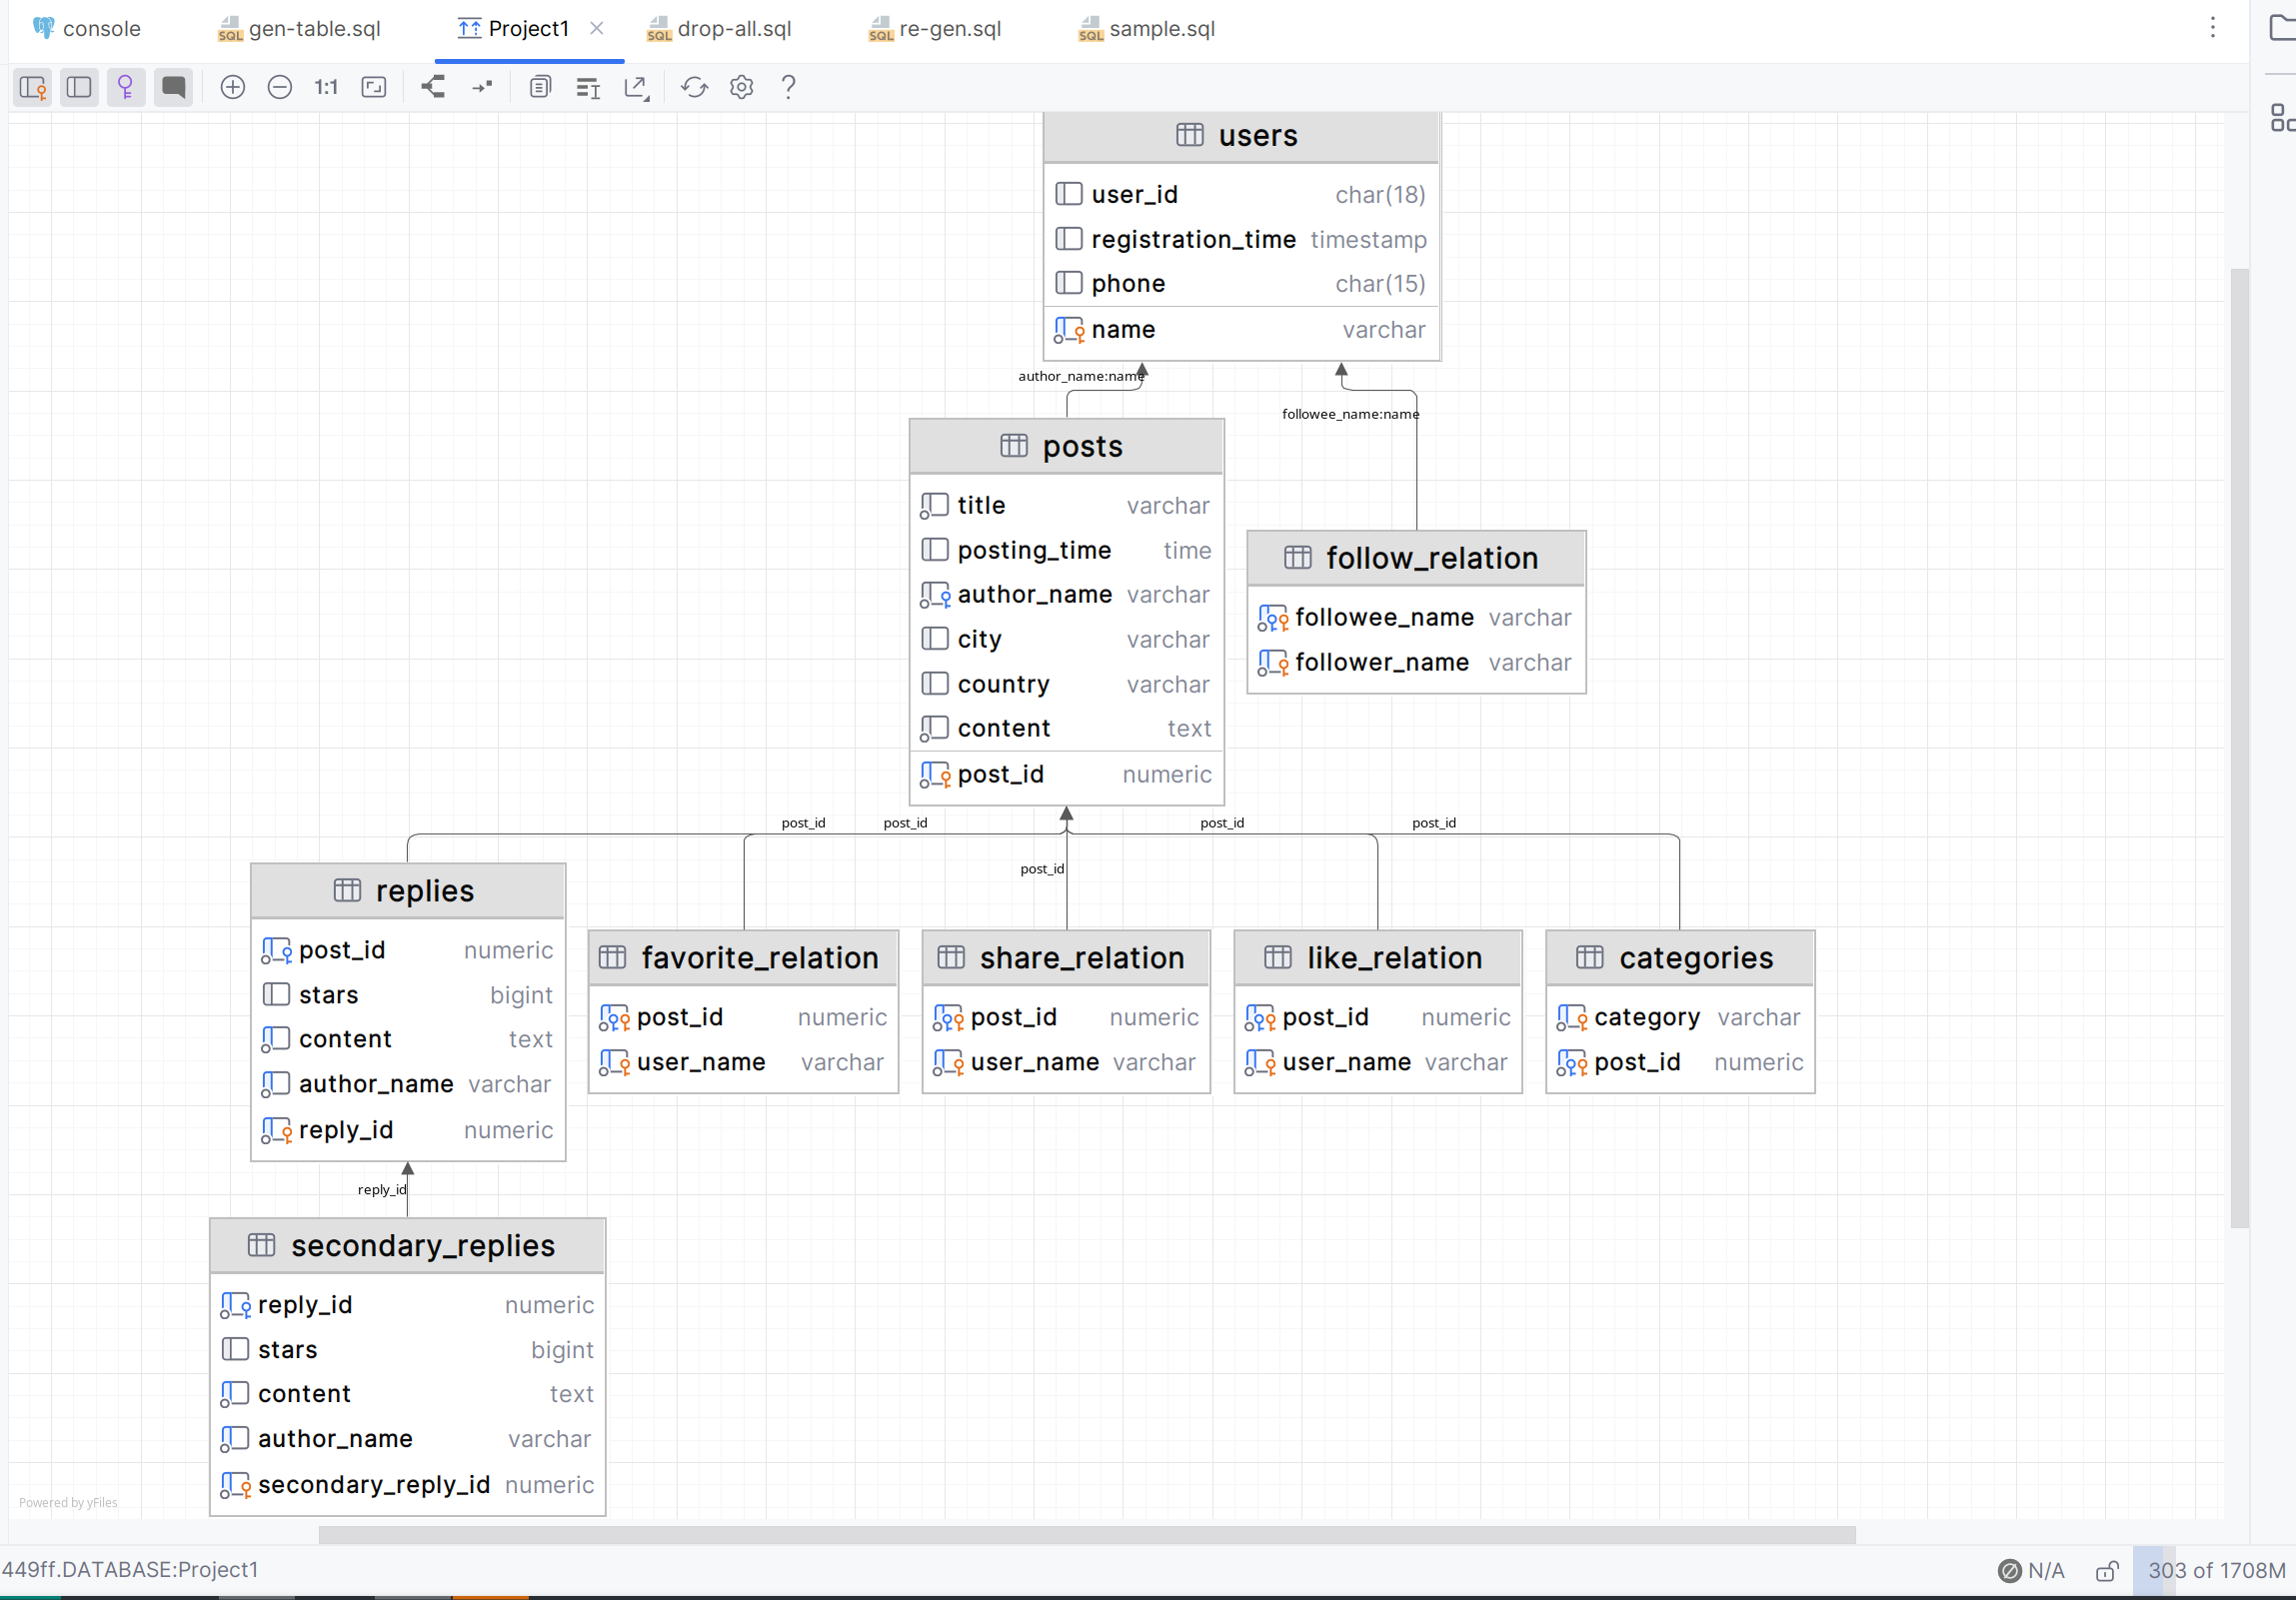 console gen-table.sql Project1 drop-all.sql re-gen.sql sample.sql
1:1
users
user_id char(18)
registration_time timestamp
phone char(15)
name varchar
author_name:name
followee_name:name
posts
title varchar
posting_time time
author_name varchar
city varchar
country varchar
content text
post_id numeric
follow_relation
followee_name varchar
follower_name varchar
post_id post_id post_id post_id
post_id
replies
post_id numeric
stars bigint
content text
author_name varchar
reply_id numeric
favorite_relation
post_id numeric
user_name varchar
share_relation
post_id numeric
user_name varchar
like_relation
post_id numeric
user_name varchar
categories
category varchar
post_id numeric
reply_id
secondary_replies
reply_id numeric
stars bigint
content text
author_name varchar
secondary_reply_id numeric
Powered by yFiles
449ff.DATABASE:Project1 N/A 303 of 1708M